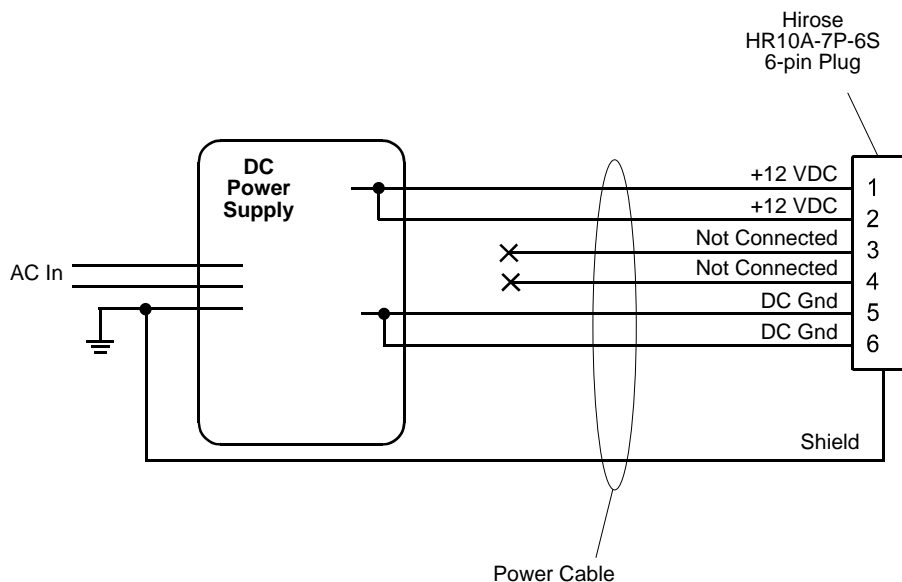 Hirose
HR10A-7P-6S
6-pin Plug
DC
Power
Supply
+12 VDC
1
+12 VDC
2
Not Connected
3
Not Connected
4
DC Gnd
5
DC Gnd
6
AC In
Shield
Power Cable